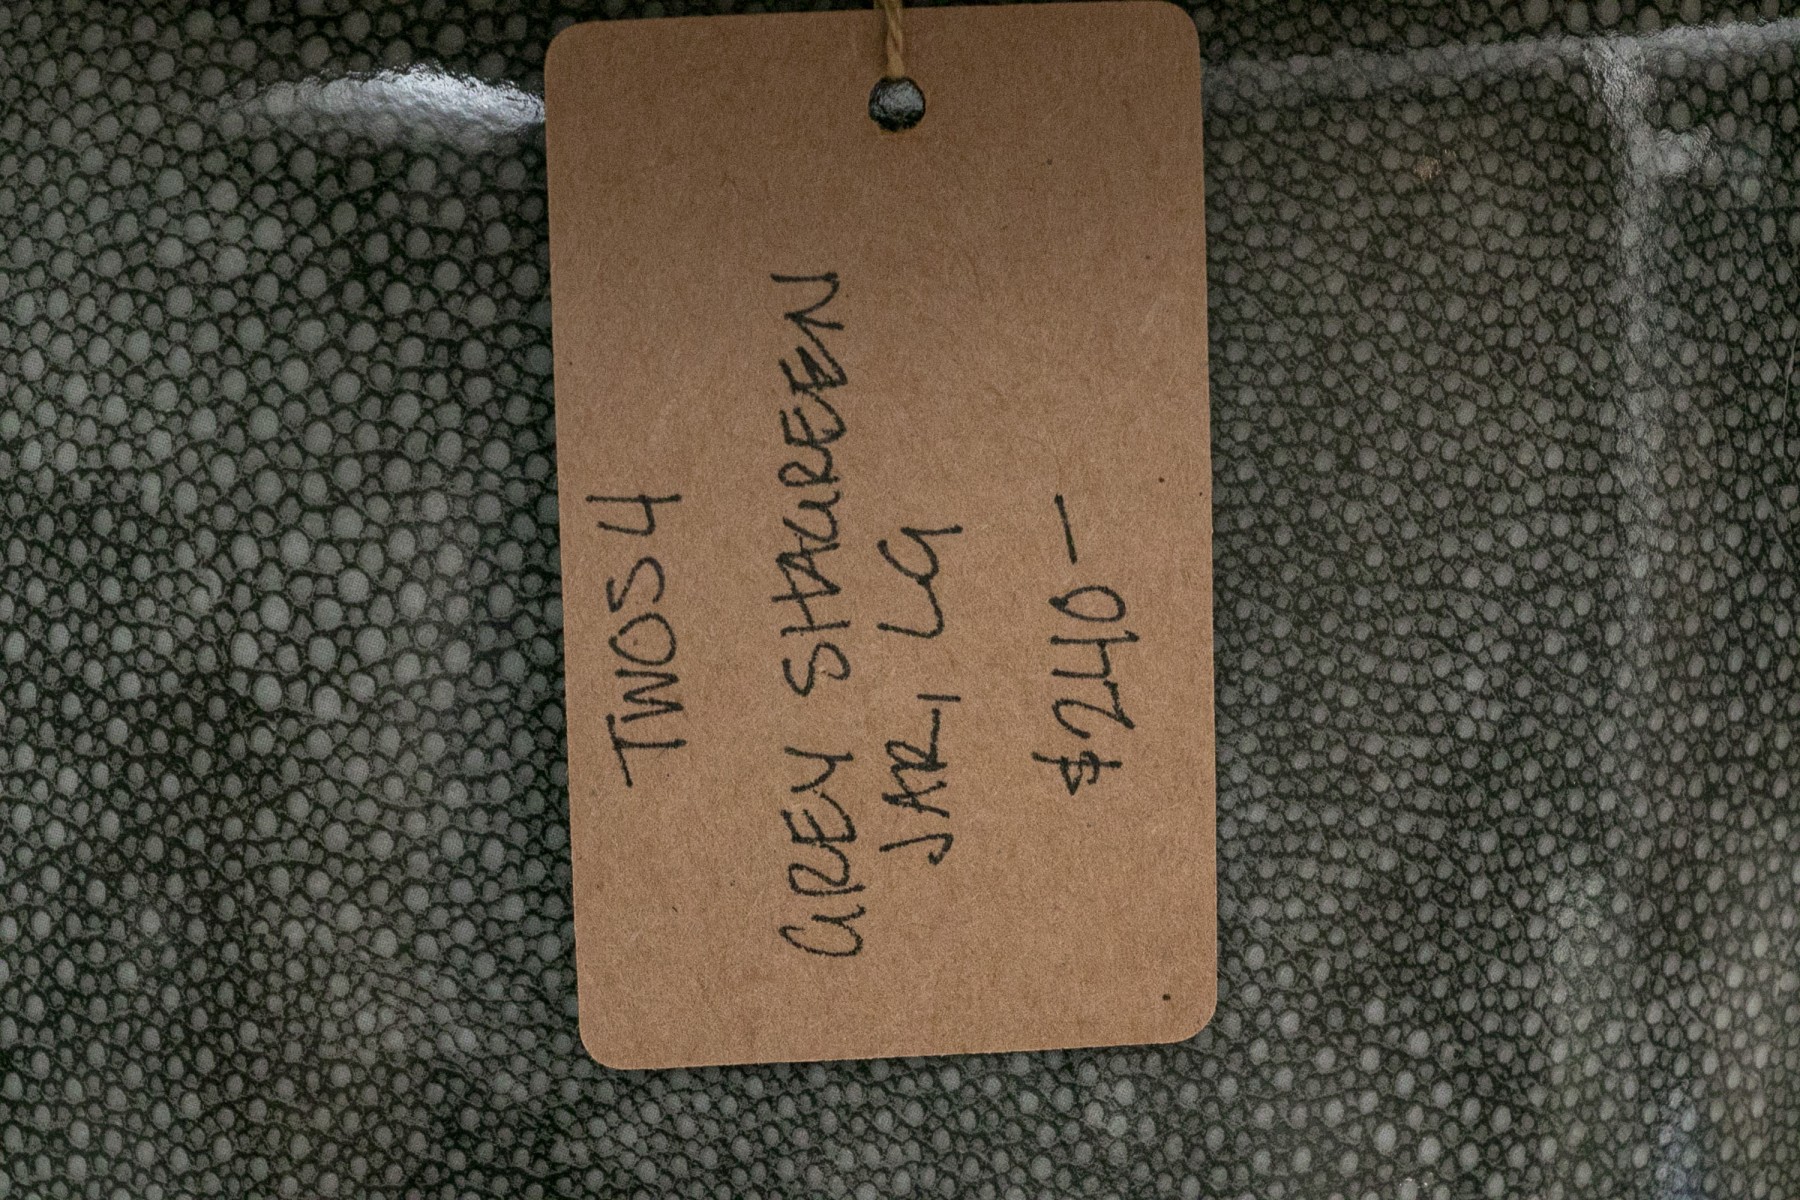 TWOS4
GREY SHAGREEN
JAR, LG
$240—